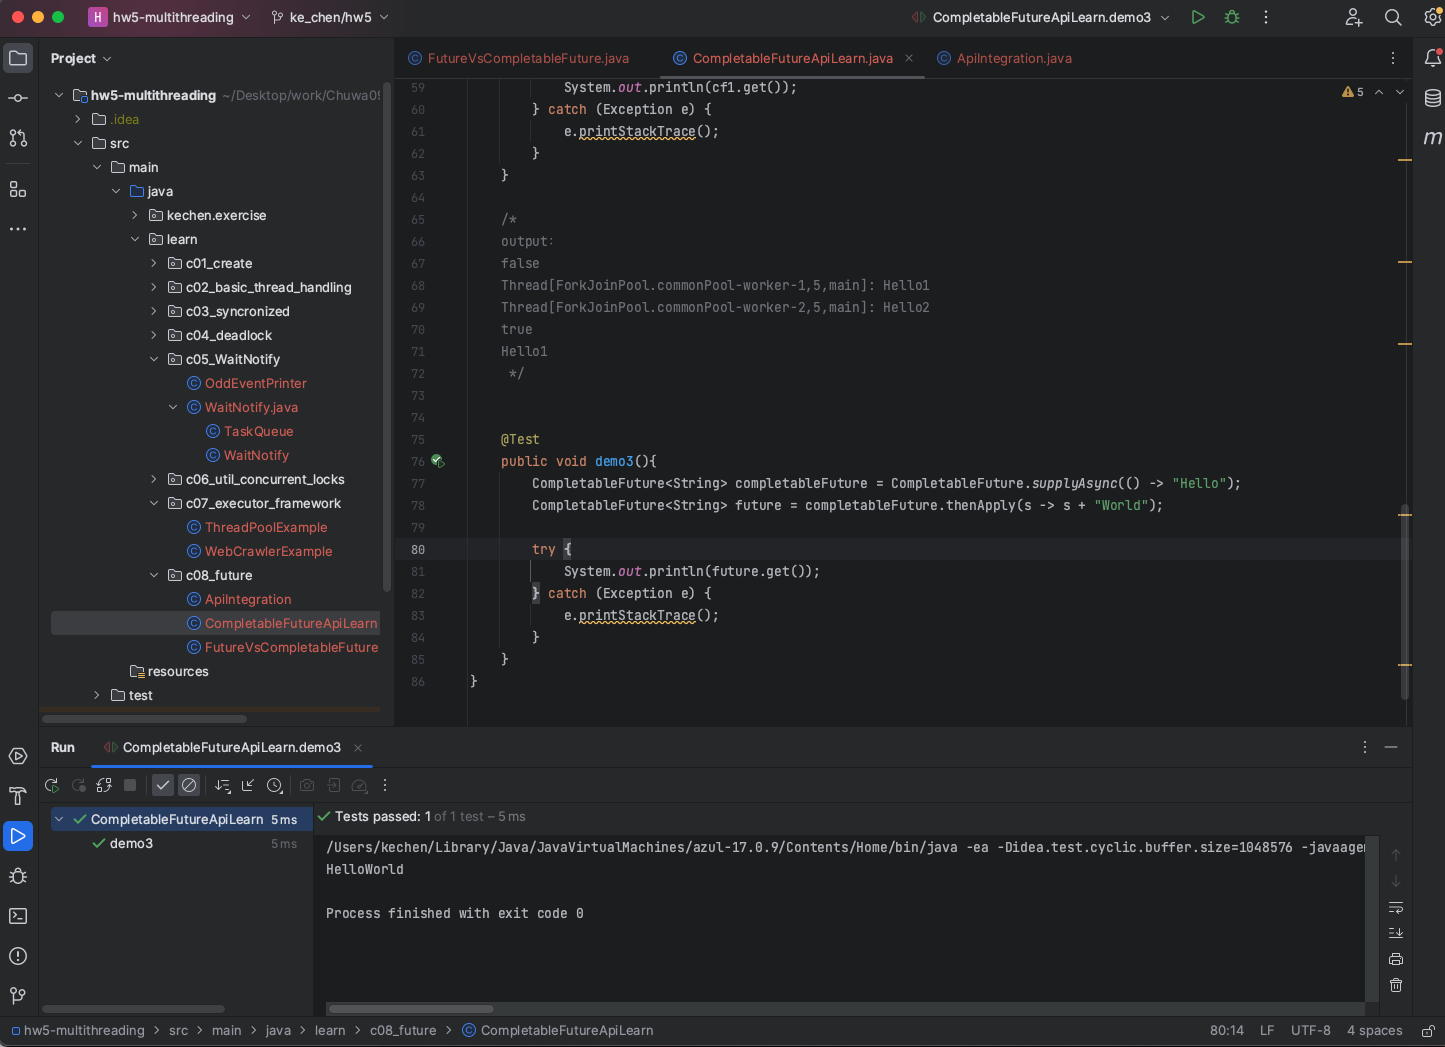 H hw5-multithreading ke_chen/hw5 CompletableFutureApiLearn.demo3
Project
FutureVsCompletableFuture.java CompletableFutureApiLearn.java ApiIntegration.java
hw5-multithreading ~/Desktop/work/Chuwa09
.idea
src
main
java
kechen.exercise
learn
c01_create
c02_basic_thread_handling
c03_syncronized
c04_deadlock
c05_WaitNotify
OddEventPrinter
WaitNotify.java
TaskQueue
WaitNotify
c06_util_concurrent_locks
c07_executor_framework
ThreadPoolExample
WebCrawlerExample
c08_future
ApiIntegration
CompletableFutureApiLearn
FutureVsCompletableFuture
resources
test
5
m
59 System.out.println(cf1.get());
60 } catch (Exception e) {
61 e.printStackTrace();
62 }
63 }
64
65 /*
66 output:
67 false
68 Thread[ForkJoinPool.commonPool-worker-1,5,main]: Hello1
69 Thread[ForkJoinPool.commonPool-worker-2,5,main]: Hello2
70 true
71 Hello1
72 */
73
74
75 @Test
76 public void demo3(){
77 CompletableFuture<String> completableFuture = CompletableFuture.supplyAsync(() -> "Hello");
78 CompletableFuture<String> future = completableFuture.thenApply(s -> s + "World");
79
80 try {
81 System.out.println(future.get());
82 } catch (Exception e) {
83 e.printStackTrace();
84 }
85 }
86 }
Run CompletableFutureApiLearn.demo3
CompletableFutureApiLearn 5 ms
demo3 5 ms
Tests passed: 1 of 1 test – 5 ms
/Users/kechen/Library/Java/JavaVirtualMachines/azul-17.0.9/Contents/Home/bin/java -ea -Didea.test.cyclic.buffer.size=1048576 -javaagen
HelloWorld
Process finished with exit code 0
hw5-multithreading > src > main > java > learn > c08_future > CompletableFutureApiLearn 80:14 LF UTF-8 4 spaces